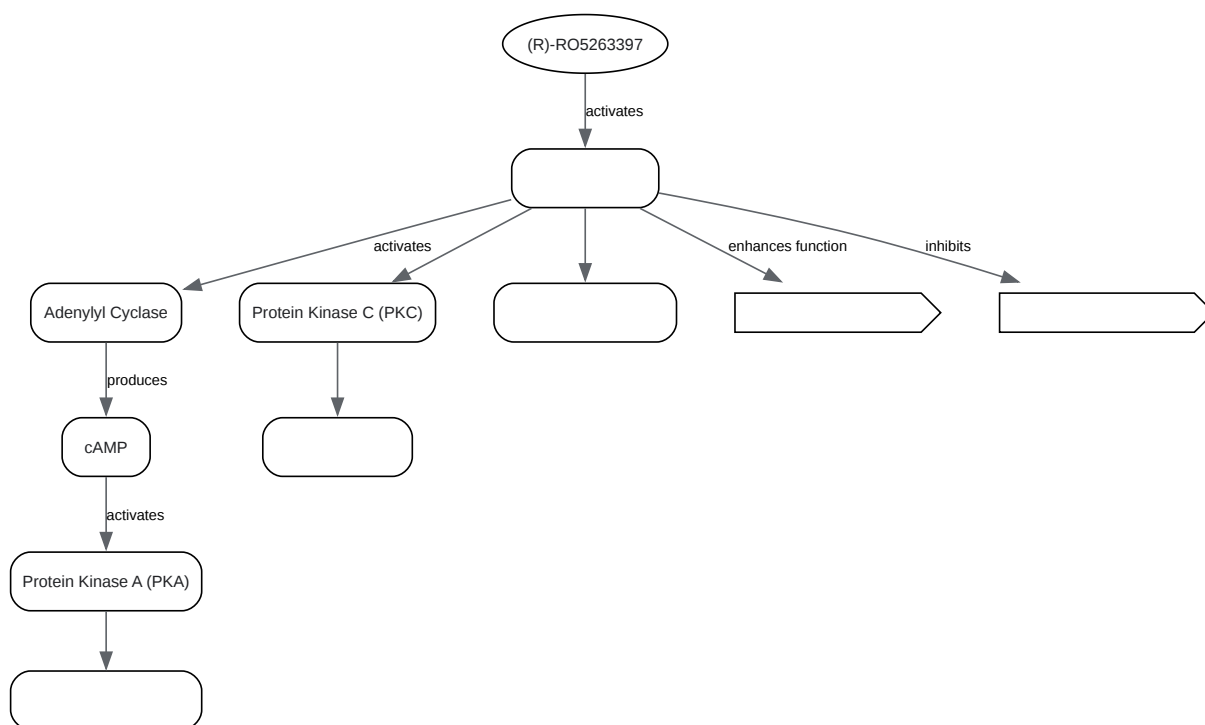 (R)-RO5263397
activates
activates
enhances function
inhibits
Adenylyl Cyclase
Protein Kinase C (PKC)
produces
cAMP
activates
Protein Kinase A (PKA)